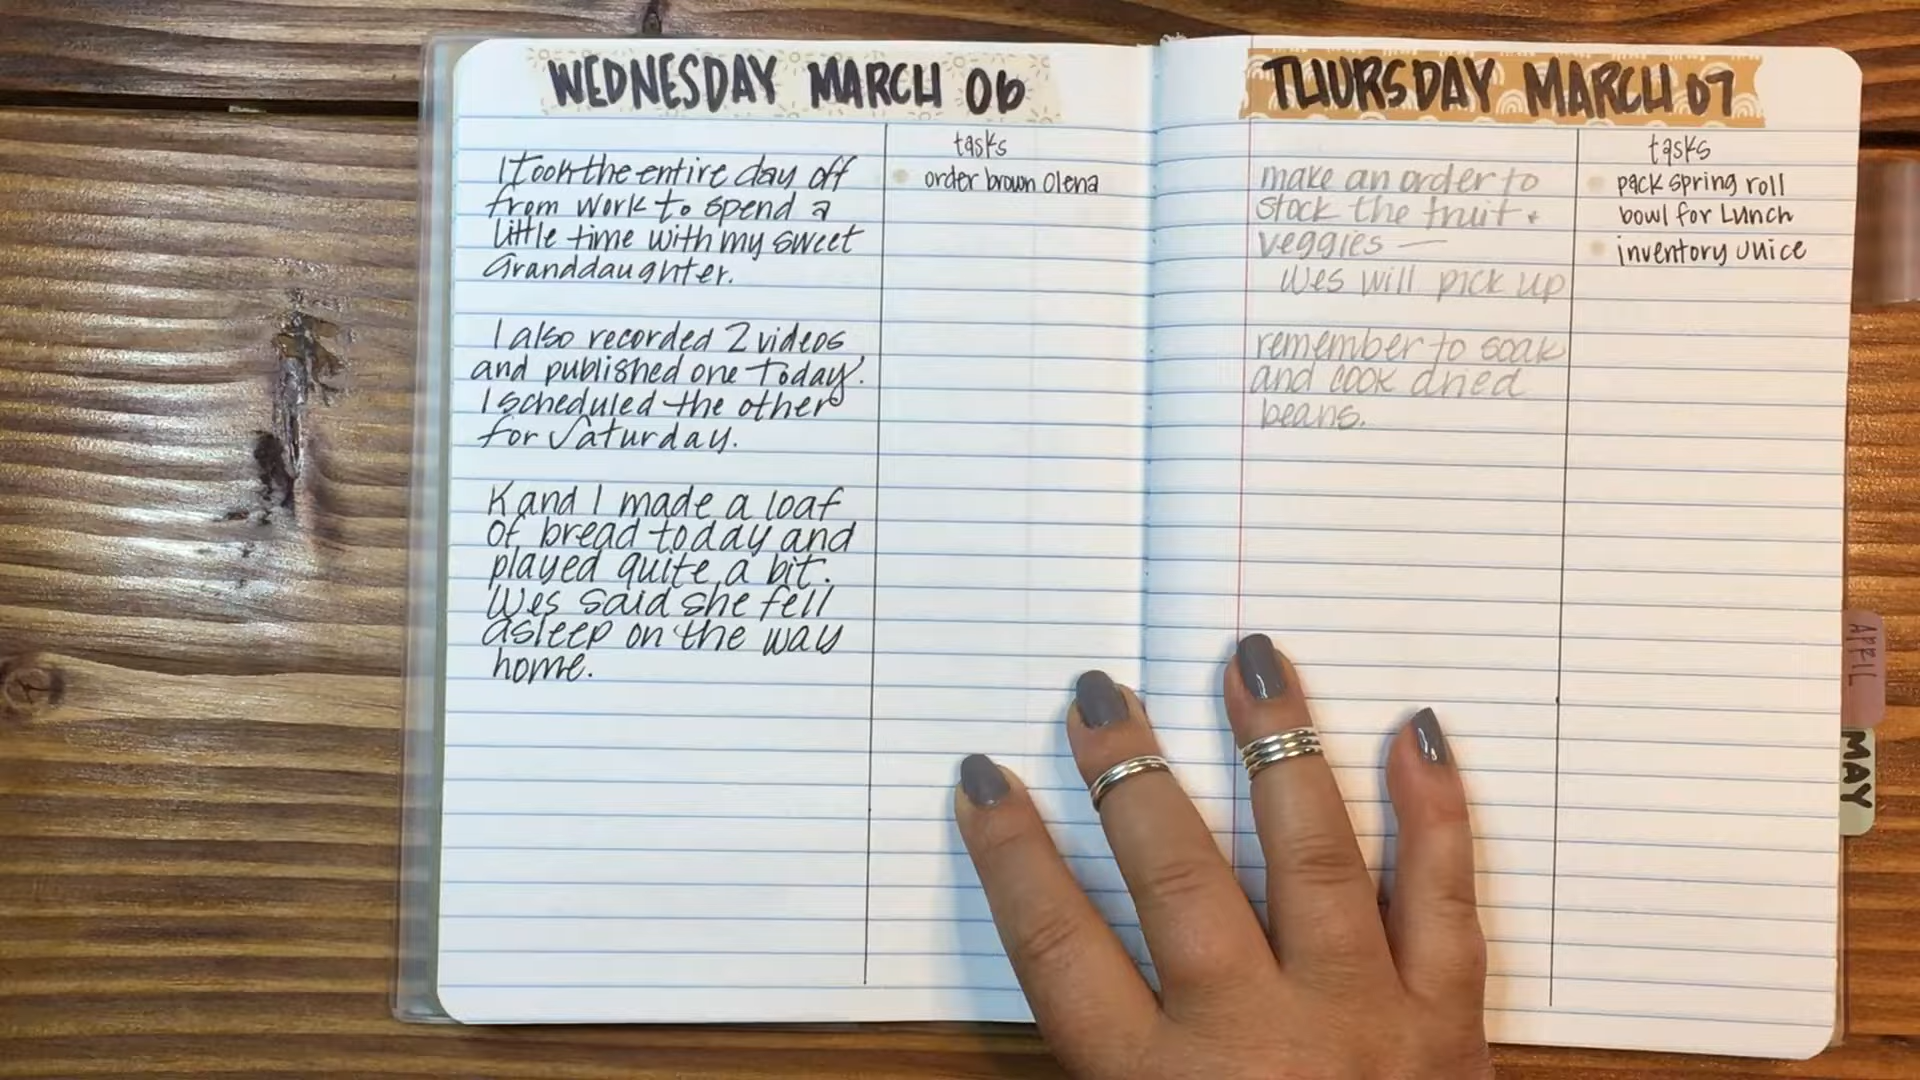 WEDNESDAY MARCH 06
I Took the entire day off
from work to spend a
little time with my sweet
Granddaughter.
I also recorded 2 videos
and published one today.
I scheduled the other
for Saturday.
K and I made a loaf
of bread today and
played quite a bit.
Wes said she fell
asleep on the way
home.
tasks
order brown Olena
THURSDAY MARCH 07
make an order to
stock the fruit +
veggies —
Wes will pick up
remember to soak
and cook dried
beans.
tasks
pack spring roll
bowl for Lunch
inventory juice
APRIL
MAY